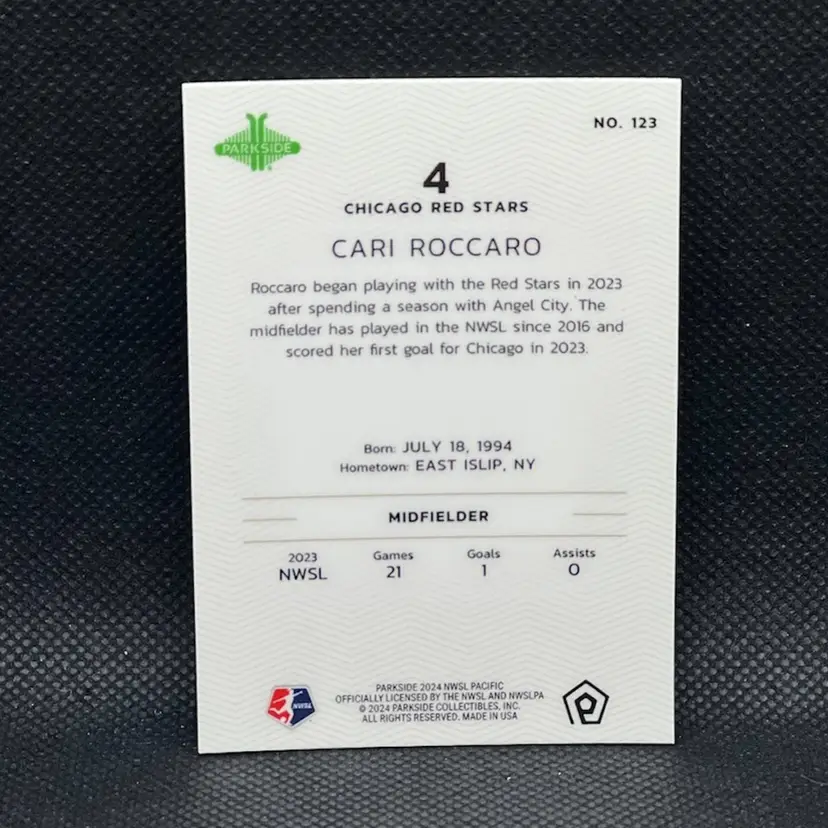 PARKSIDE
NO. 123
4
CHICAGO RED STARS
CARI ROCCARO
Roccaro began playing with the Red Stars in 2023
after spending a season with Angel City. The
midfielder has played in the NWSL since 2016 and
scored her first goal for Chicago in 2023.
Born: JULY 18, 1994
Hometown: EAST ISLIP, NY
MIDFIELDER
2023 Games Goals Assists
NWSL 21 1 0
PARKSIDE 2024 NWSL PACIFIC
OFFICIALLY LICENSED BY THE NWSL AND NWSLPA
© 2024 PARKSIDE COLLECTIBLES, INC.
ALL RIGHTS RESERVED. MADE IN USA
NWSL